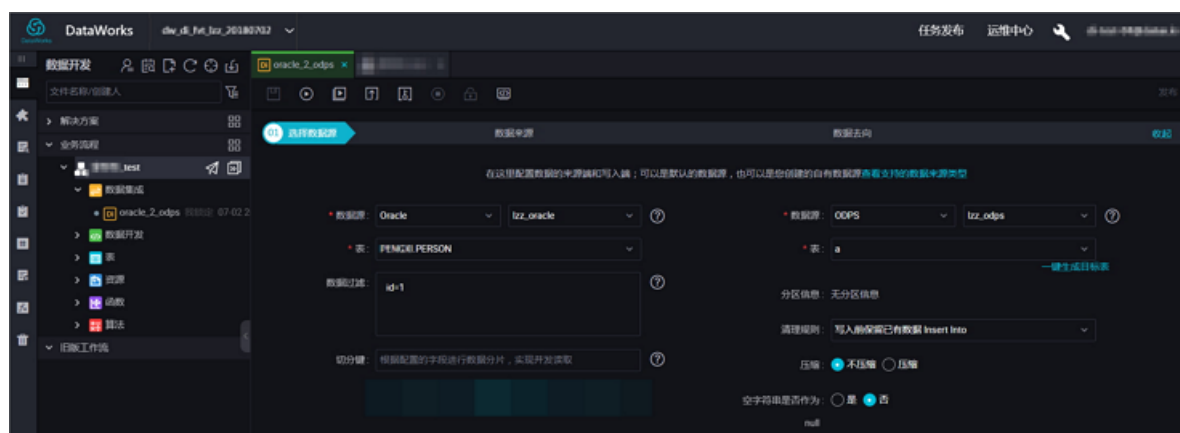 DataWorks
dw_di_fvt_lzz_20180702
任务发布 运维中心
数据开发
oracle_2_odps
文件名称/创建人
发布
解决方案
01 选择数据源
数据来源
数据去向
收起
业务流程
_test
在这里配置数据的来源端和写入端；可以是默认的数据源，也可以是您创建的自有数据源查看支持的数据来源类型
数据集成
oracle_2_odps 07-02 2
* 数据源: Oracle lzz_oracle
* 数据源: ODPS lzz_odps
数据开发
表
* 表: PERSON
* 表: a
一键生成目标表
资源
数据过滤: id=1
分区信息: 无分区信息
函数
算法
清理规则: 写入前保留已有数据 Insert Into
旧版工作流
切分键: 根据配置的字段进行数据分片，实现并发读取
压缩: 不压缩 压缩
空字符串是否作为: 是 否
null